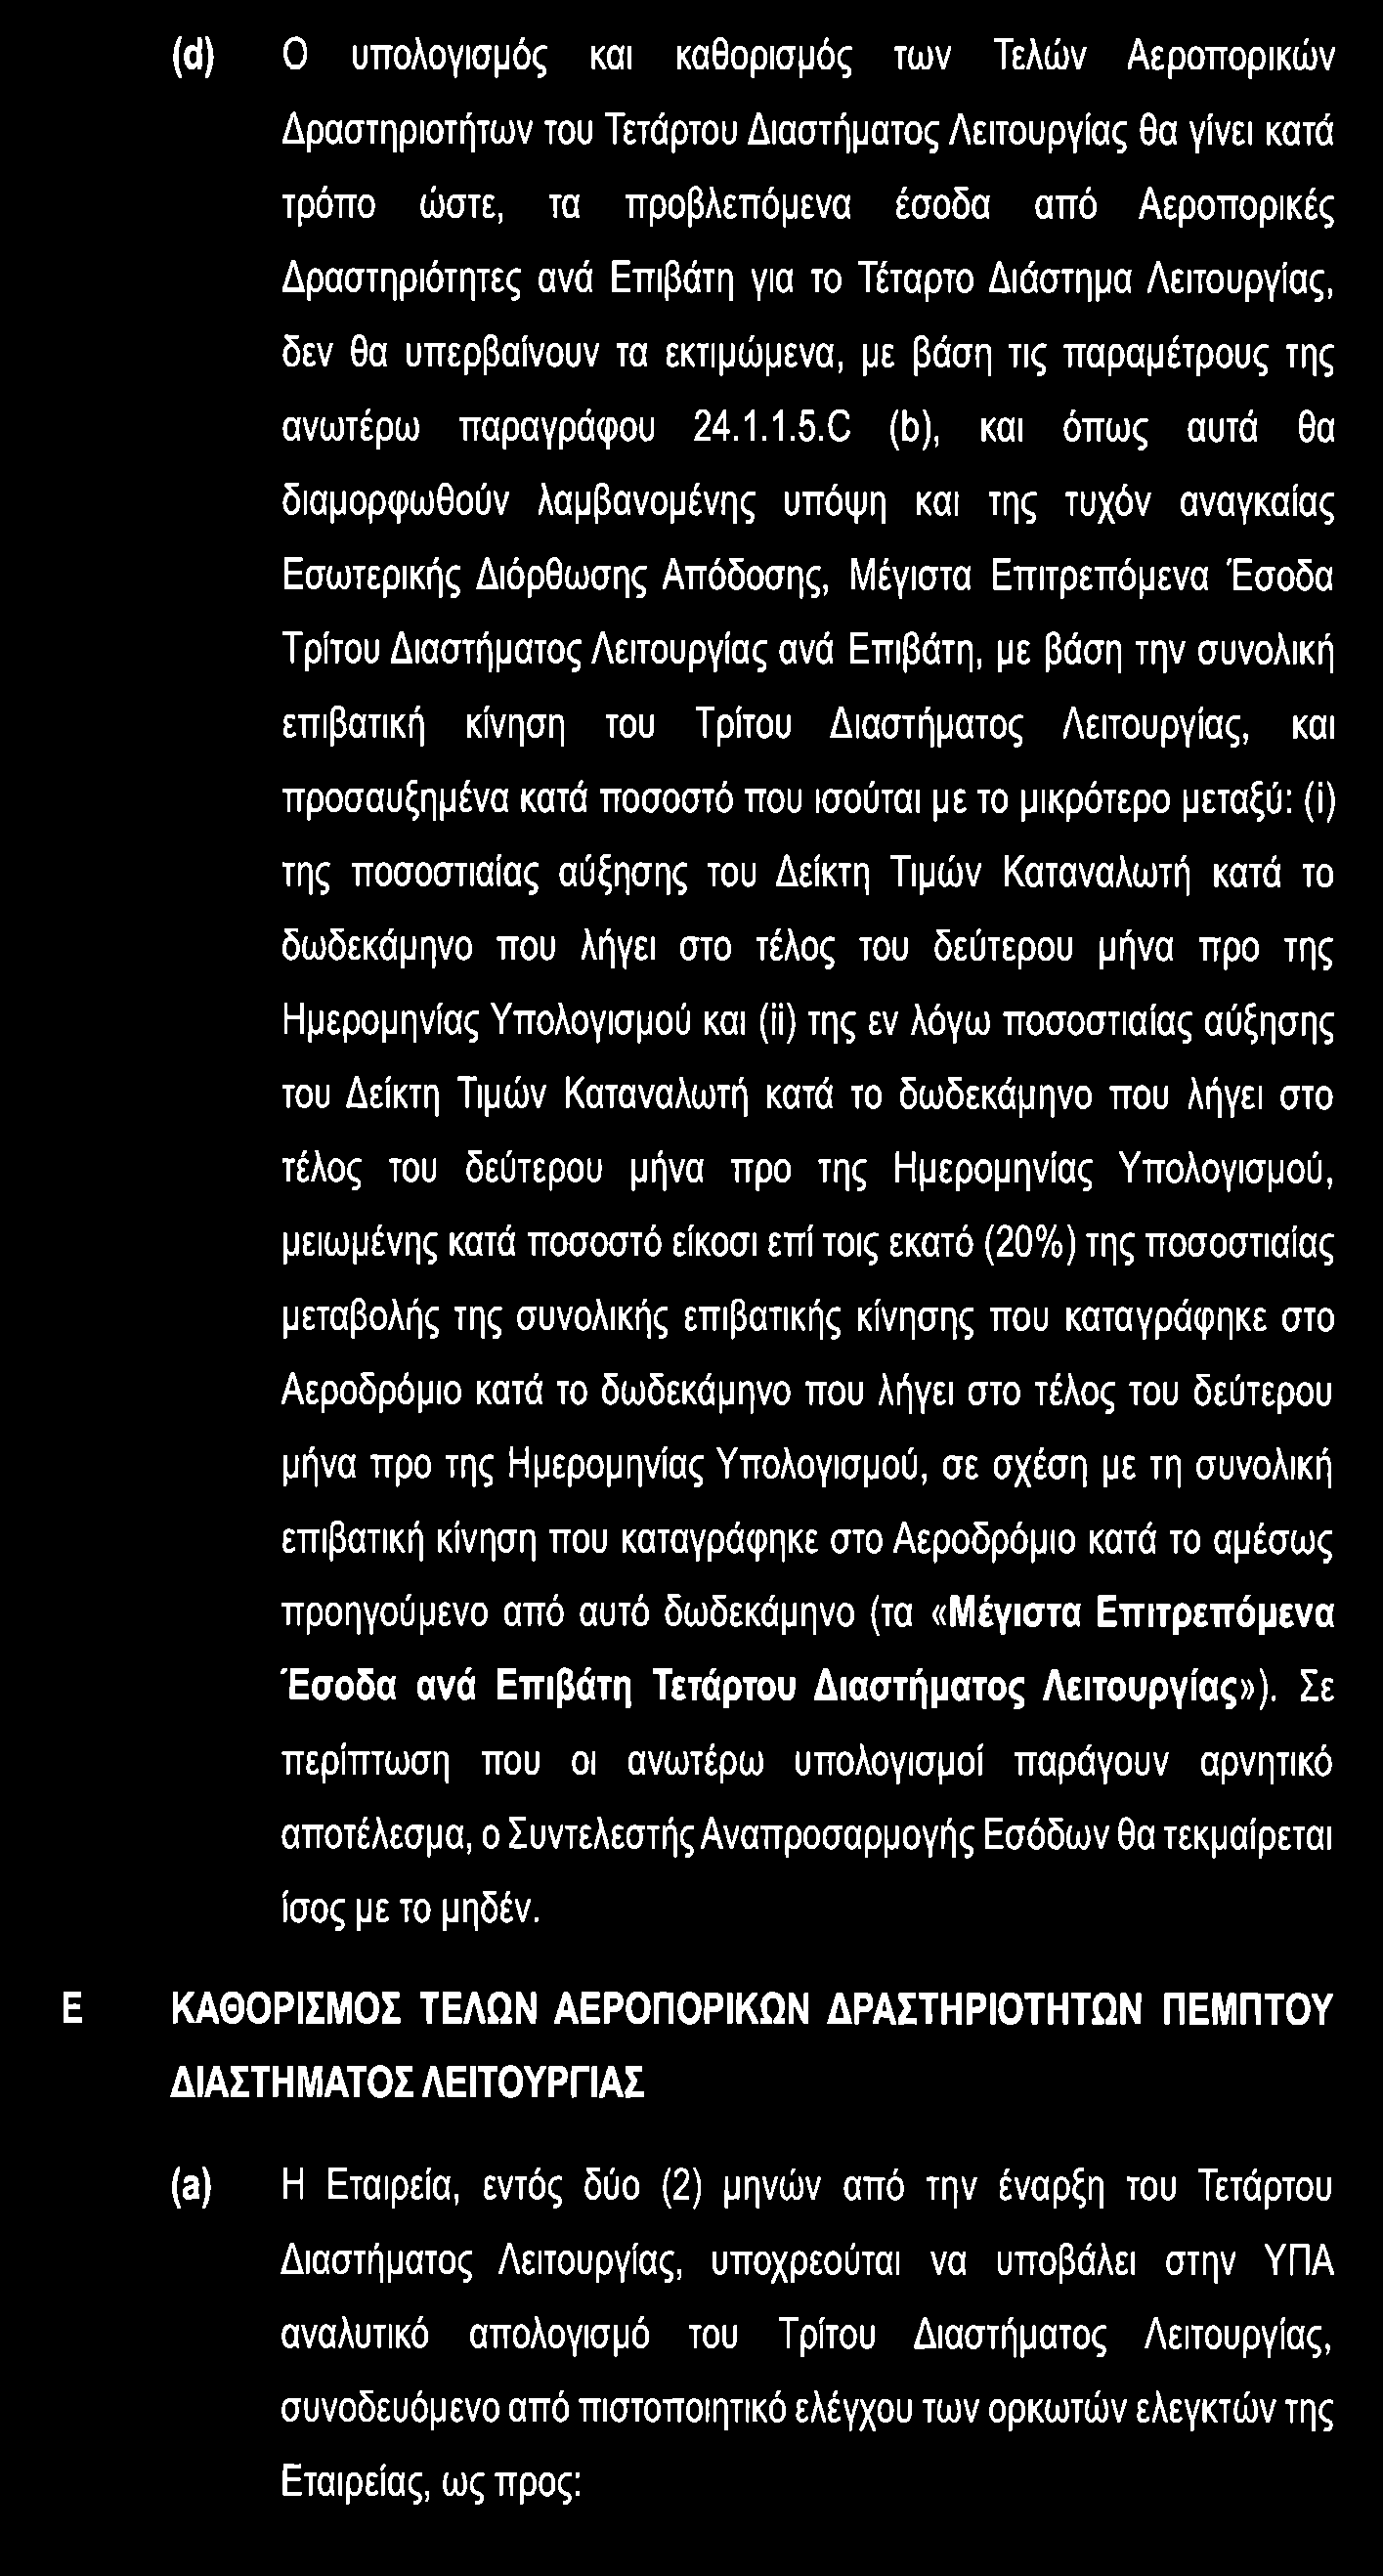 (d) Ο υπολογισμός και καθορισμός των Τελών Αεροπορικών
Δραστηριοτήτων του Τετάρτου Διαστήματος Λειτουργίας θα γίνει κατά
τρόπο ώστε, τα προβλεπόμενα έσοδα από Αεροπορικές
Δραστηριότητες ανά Επιβάτη για το Τέταρτο Διάστημα Λειτουργίας,
δεν θα υπερβαίνουν τα εκτιμώμενα, με βάση τις παραμέτρους της
ανωτέρω παραγράφου 24.1.1.5.C (b), και όπως αυτά θα
διαμορφωθούν λαμβανομένης υπόψη και της τυχόν αναγκαίας
Εσωτερικής Διόρθωσης Απόδοσης, Μέγιστα Επιτρεπόμενα Έσοδα
Τρίτου Διαστήματος Λειτουργίας ανά Επιβάτη, με βάση την συνολική
επιβατική κίνηση του Τρίτου Διαστήματος Λειτουργίας, και
προσαυξημένα κατά ποσοστό που ισούται με το μικρότερο μεταξύ: (i)
της ποσοστιαίας αύξησης του Δείκτη Τιμών Καταναλωτή κατά το
δωδεκάμηνο που λήγει στο τέλος του δεύτερου μήνα προ της
Ημερομηνίας Υπολογισμού και (ii) της εν λόγω ποσοστιαίας αύξησης
του Δείκτη Τιμών Καταναλωτή κατά το δωδεκάμηνο που λήγει στο
τέλος του δεύτερου μήνα προ της Ημερομηνίας Υπολογισμού,
μειωμένης κατά ποσοστό είκοσι επί τοις εκατό (20%) της ποσοστιαίας
μεταβολής της συνολικής επιβατικής κίνησης που καταγράφηκε στο
Αεροδρόμιο κατά το δωδεκάμηνο που λήγει στο τέλος του δεύτερου
μήνα προ της Ημερομηνίας Υπολογισμού, σε σχέση με τη συνολική
επιβατική κίνηση που καταγράφηκε στο Αεροδρόμιο κατά το αμέσως
προηγούμενο από αυτό δωδεκάμηνο (τα «Μέγιστα Επιτρεπόμενα
Έσοδα ανά Επιβάτη Τετάρτου Διαστήματος Λειτουργίας»). Σε
περίπτωση που οι ανωτέρω υπολογισμοί παράγουν αρνητικό
αποτέλεσμα, ο Συντελεστής Αναπροσαρμογής Εσόδων θα τεκμαίρεται
ίσος με το μηδέν.
Ε ΚΑΘΟΡΙΣΜΟΣ ΤΕΛΩΝ ΑΕΡΟΠΟΡΙΚΩΝ ΔΡΑΣΤΗΡΙΟΤΗΤΩΝ ΠΕΜΠΤΟΥ
ΔΙΑΣΤΗΜΑΤΟΣ ΛΕΙΤΟΥΡΓΙΑΣ
(a) Η Εταιρεία, εντός δύο (2) μηνών από την έναρξη του Τετάρτου
Διαστήματος Λειτουργίας, υποχρεούται να υποβάλει στην ΥΠΑ
αναλυτικό απολογισμό του Τρίτου Διαστήματος Λειτουργίας,
συνοδευόμενο από πιστοποιητικό ελέγχου των ορκωτών ελεγκτών της
Εταιρείας, ως προς: